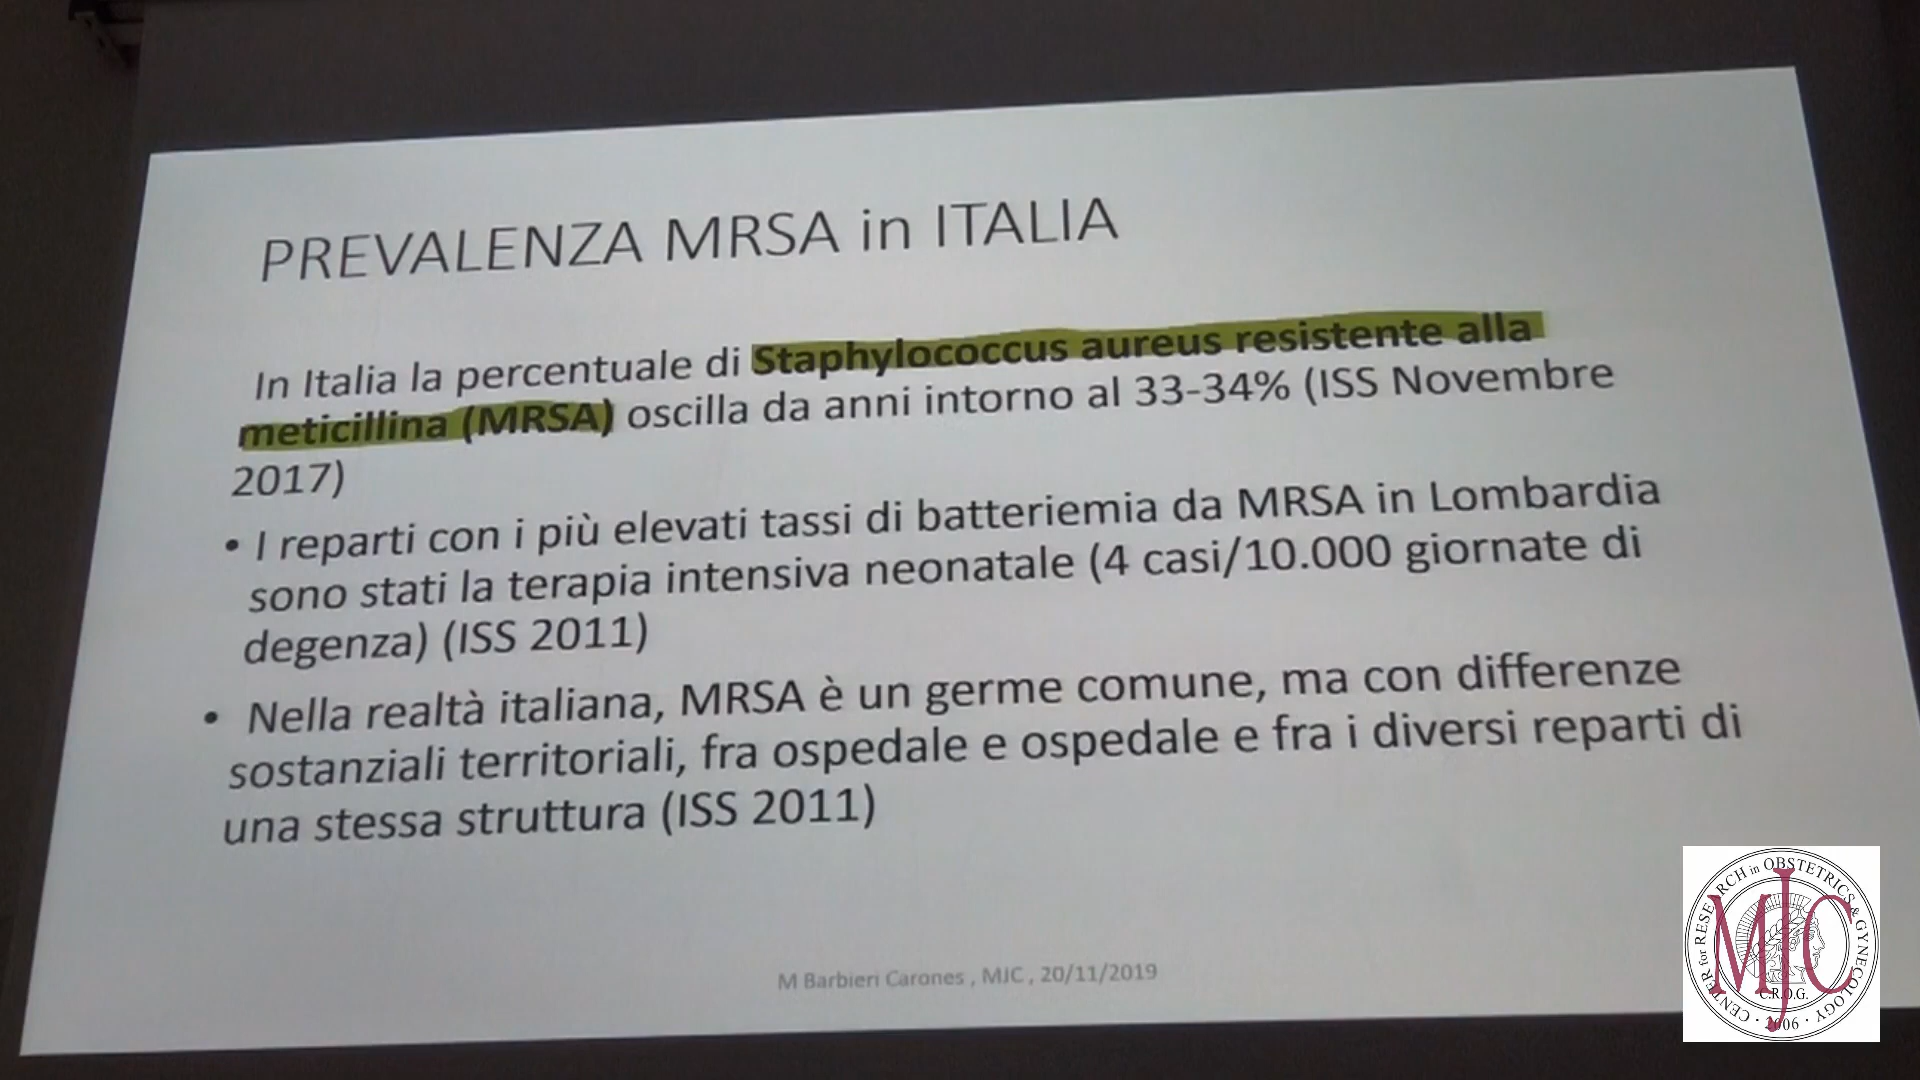 PREVALENZA MRSA in ITALIA
In Italia la percentuale di Staphylococcus aureus resistente alla
meticillina (MRSA) oscilla da anni intorno al 33-34% (ISS Novembre
2017)
• I reparti con i più elevati tassi di batteriemia da MRSA in Lombardia
sono stati la terapia intensiva neonatale (4 casi/10.000 giornate di
degenza) (ISS 2011)
• Nella realtà italiana, MRSA è un germe comune, ma con differenze
sostanziali territoriali, fra ospedale e ospedale e fra i diversi reparti di
una stessa struttura (ISS 2011)
M Barbieri Carones , MJC , 20/11/2019
CENTER for RESEARCH in OBSTETRICS & GYNECOLOGY
MJC
C.R.O.G.
· 2006 ·